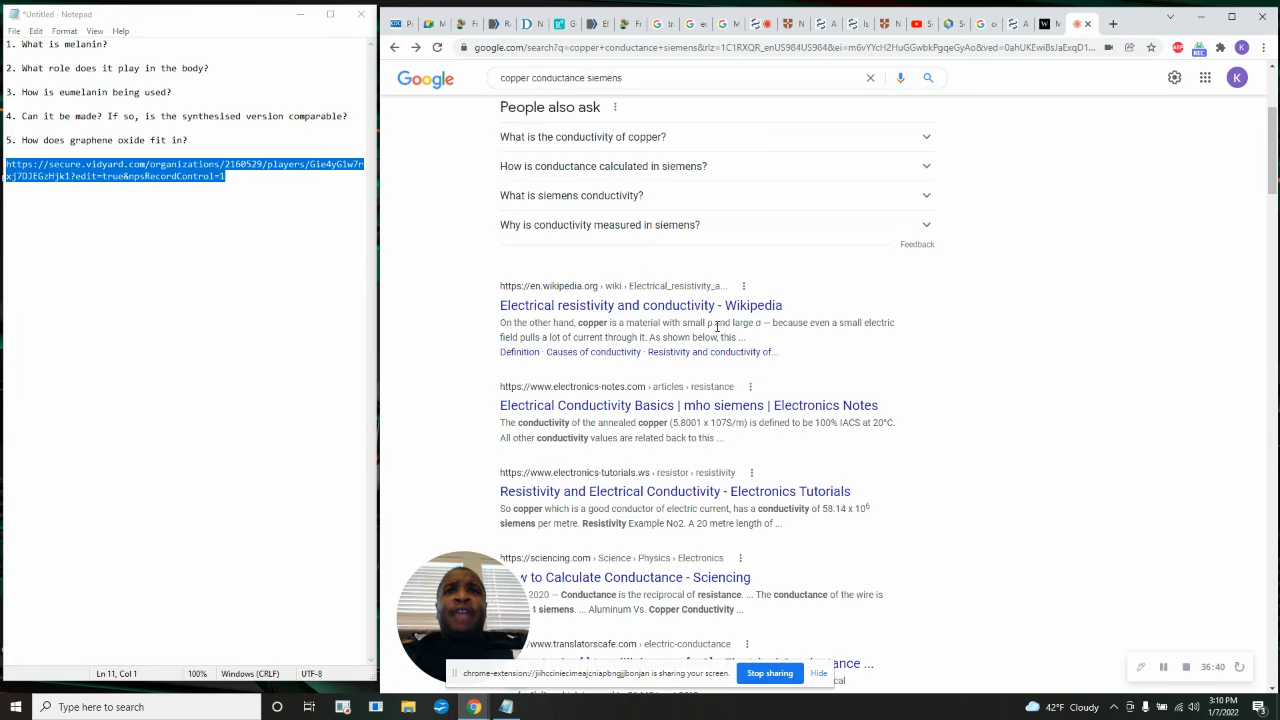 *Untitled - Notepad
File Edit Format View Help
1. What is melanin?
2. What role does it play in the body?
3. How is eumelanin being used?
4. Can it be made? If so, is the synthesised version comparable?
5. How does graphene oxide fit in?
https://secure.vidyard.com/organizations/2160529/players/Gie4yG1w7r
xj7DJEGzHjk1?edit=true&npsRecordControl=1
Ln 11, Col 1 100% Windows (CRLF) UTF-8
google.com/search?q=copper+conductance+siemens&rlz=1C1RXQR_enUS984US984&ei=m6vYYcH2HuGGwbkPgqeGyAo&ved=0ahUKEwiBsJaExqD1...
REC
K
Google
copper conductance siemens
K
People also ask
What is the conductivity of copper?
How is conductance calculated in siemens?
What is siemens conductivity?
Why is conductivity measured in siemens?
Feedback
https://en.wikipedia.org › wiki › Electrical_resistivity_a...
Electrical resistivity and conductivity - Wikipedia
On the other hand, copper is a material with small ρ and large σ — because even a small electric
field pulls a lot of current through it. As shown below, this ...
Definition · Causes of conductivity · Resistivity and conductivity of...
https://www.electronics-notes.com › articles › resistance
Electrical Conductivity Basics | mho siemens | Electronics Notes
The conductivity of the annealed copper (5.8001 x 107S/m) is defined to be 100% IACS at 20°C.
All other conductivity values are related back to this ...
https://www.electronics-tutorials.ws › resistor › resistivity
Resistivity and Electrical Conductivity - Electronics Tutorials
So copper which is a good conductor of electric current, has a conductivity of 58.14 x 10⁶
siemens per metre. Resistivity Example No2. A 20 metre length of ...
https://sciencing.com › Science › Physics › Electronics
to Calculate Conductance - Sciencing
2020 — Conductance is the reciprocal of resistance. ... The conductance of the wire is
1 siemens. ... Aluminum Vs. Copper Conductivity ...
www.translatorscafe.com › electric-conductance
chrome-extension://jiihcciniecimeajcniapbngjjbonjan is sharing your screen.
Stop sharing
Hide
36:40
Type here to search
42°F Cloudy
3:10 PM
1/7/2022